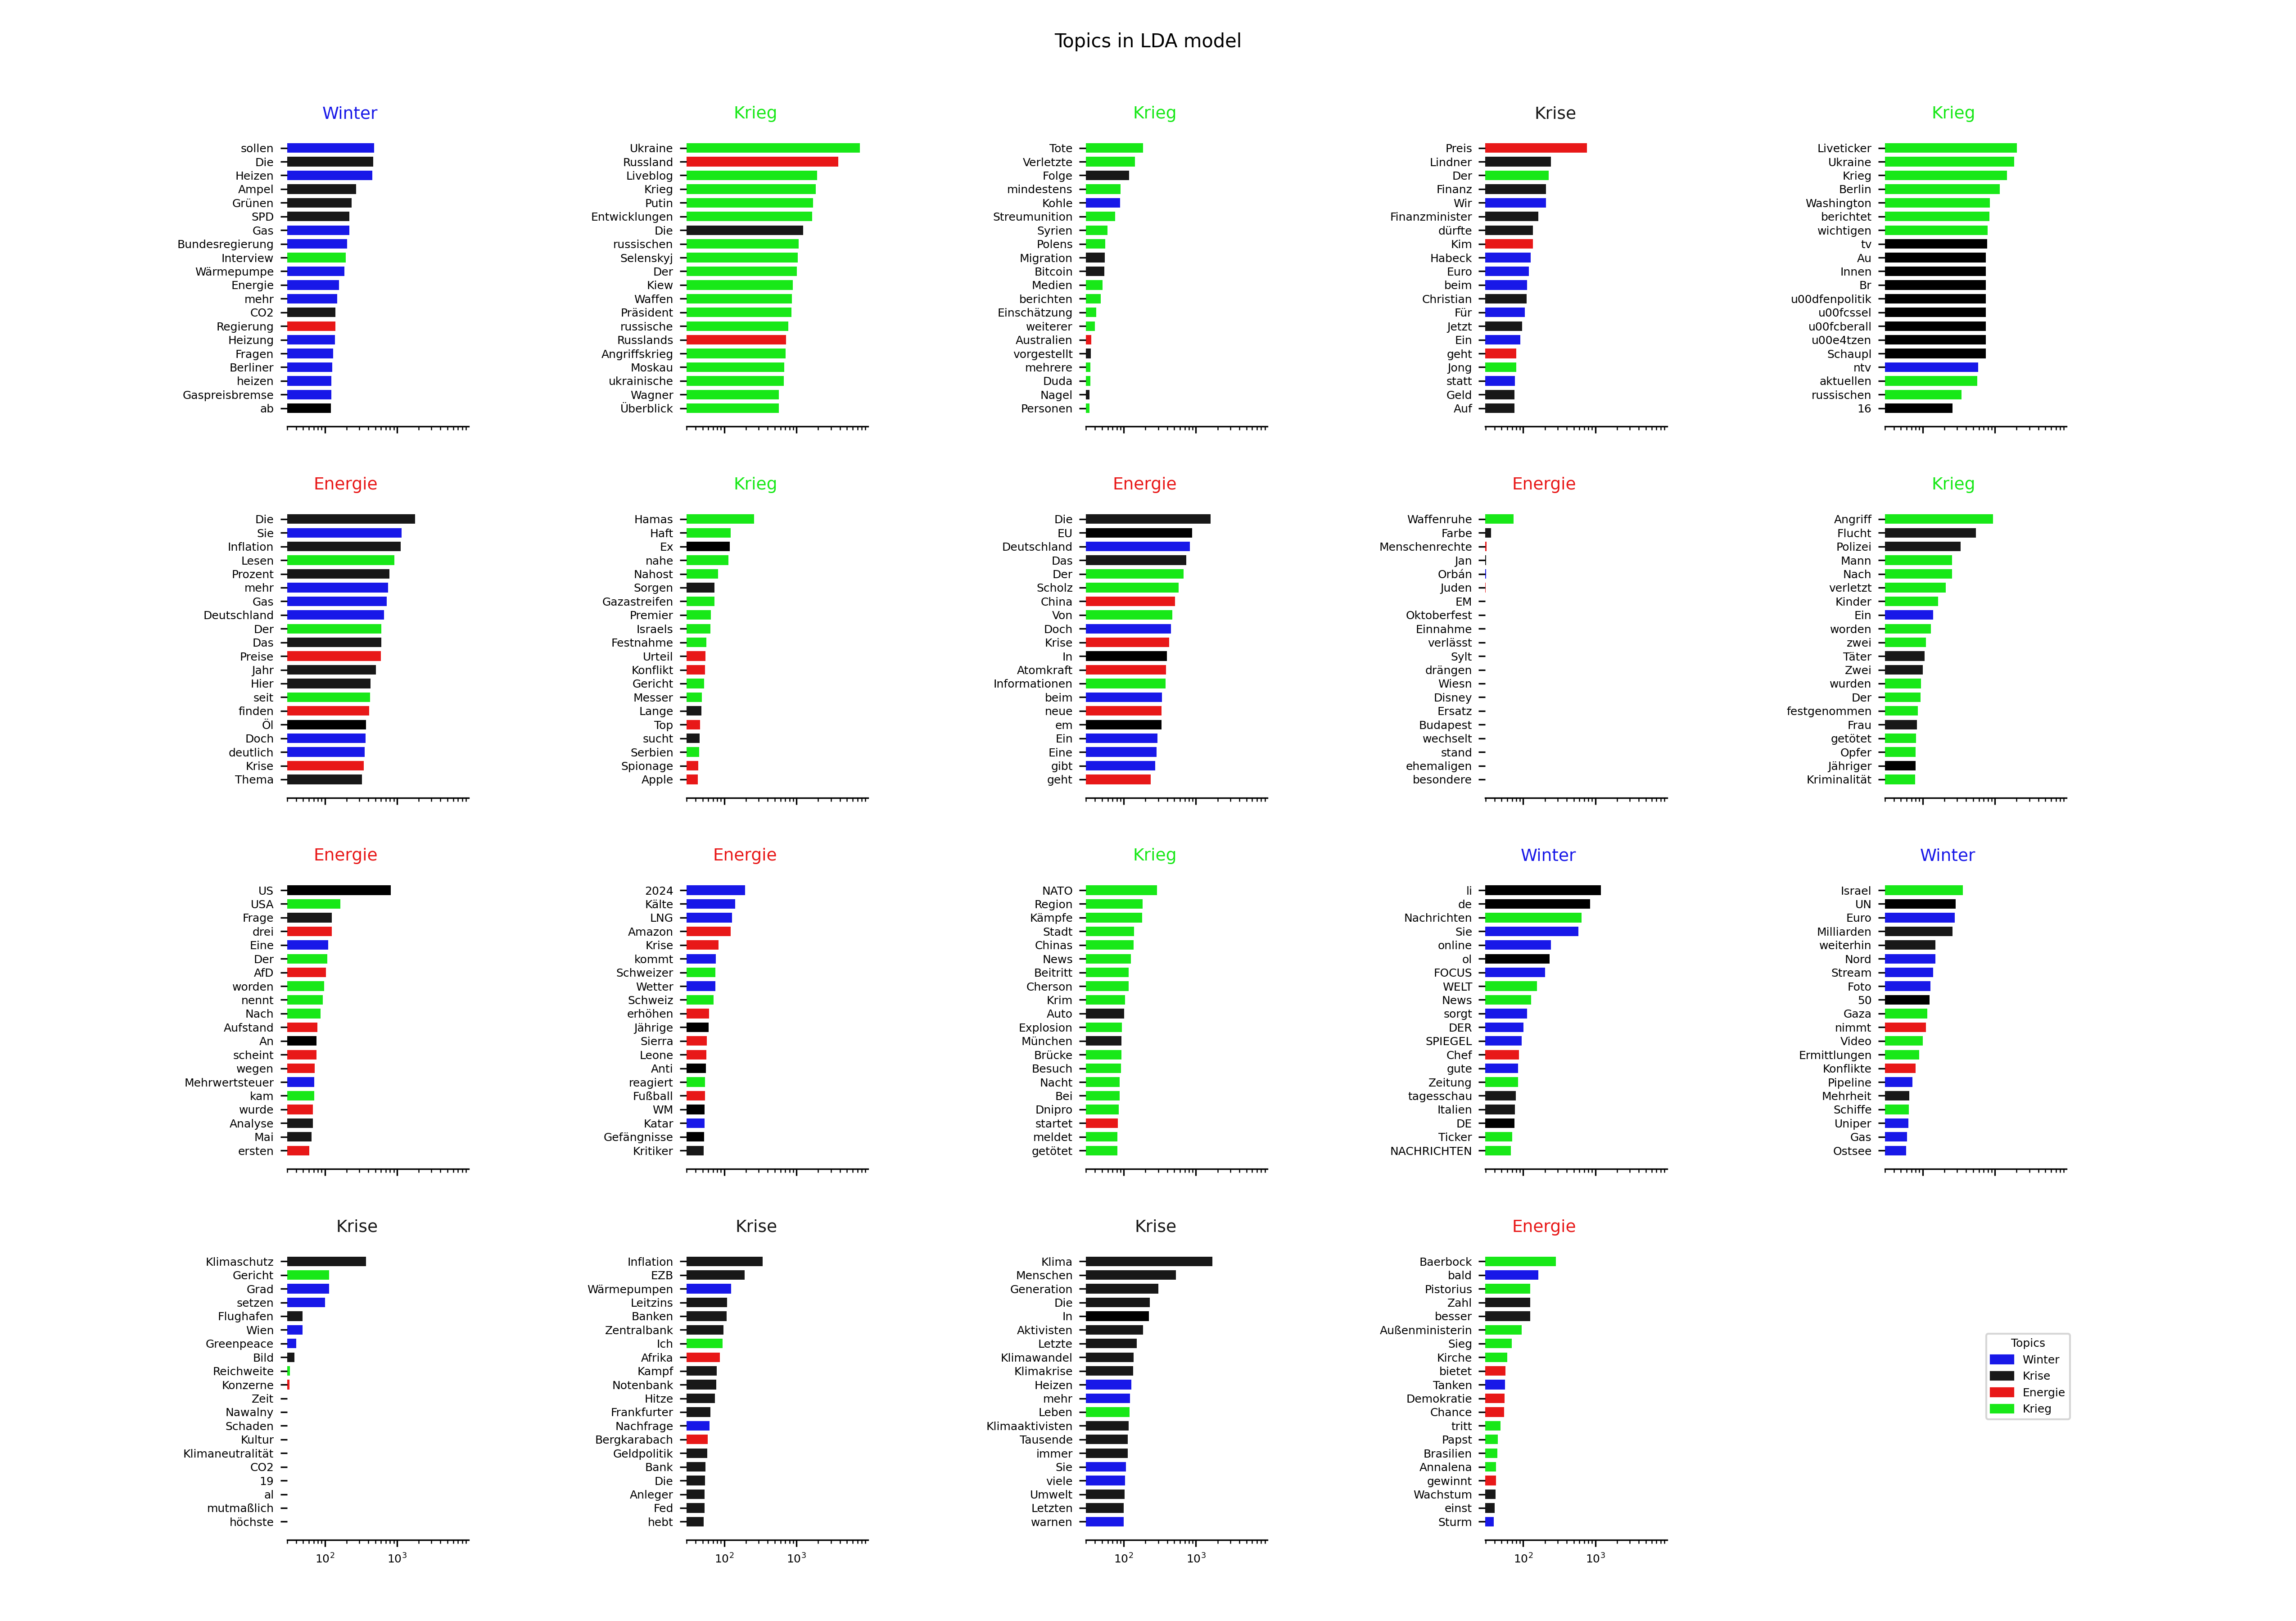 Topics in LDA model
Winter
sollen
Die
Heizen
Ampel
Grünen
SPD
Gas
Bundesregierung
Interview
Wärmepumpe
Energie
mehr
CO2
Regierung
Heizung
Fragen
Berliner
heizen
Gaspreisbremse
ab
Krieg
Ukraine
Russland
Liveblog
Krieg
Putin
Entwicklungen
Die
russischen
Selenskyj
Der
Kiew
Waffen
Präsident
russische
Russlands
Angriffskrieg
Moskau
ukrainische
Wagner
Überblick
Krieg
Tote
Verletzte
Folge
mindestens
Kohle
Streumunition
Syrien
Polens
Migration
Bitcoin
Medien
berichten
Einschätzung
weiterer
Australien
vorgestellt
mehrere
Duda
Nagel
Personen
Krise
Preis
Lindner
Der
Finanz
Wir
Finanzminister
dürfte
Kim
Habeck
Euro
beim
Christian
Für
Jetzt
Ein
geht
Jong
statt
Geld
Auf
Krieg
Liveticker
Ukraine
Krieg
Berlin
Washington
berichtet
wichtigen
tv
Au
Innen
Br
u00dfenpolitik
u00fcssel
u00fcberall
u00e4tzen
Schaupl
ntv
aktuellen
russischen
16
Energie
Die
Sie
Inflation
Lesen
Prozent
mehr
Gas
Deutschland
Der
Das
Preise
Jahr
Hier
seit
finden
Öl
Doch
deutlich
Krise
Thema
Krieg
Hamas
Haft
Ex
nahe
Nahost
Sorgen
Gazastreifen
Premier
Israels
Festnahme
Urteil
Konflikt
Gericht
Messer
Lange
Top
sucht
Serbien
Spionage
Apple
Energie
Die
EU
Deutschland
Das
Der
Scholz
China
Von
Doch
Krise
In
Atomkraft
Informationen
beim
neue
em
Ein
Eine
gibt
geht
Energie
Waffenruhe
Farbe
Menschenrechte
Jan
Orbán
Juden
EM
Oktoberfest
Einnahme
verlässt
Sylt
drängen
Wiesn
Disney
Ersatz
Budapest
wechselt
stand
ehemaligen
besondere
Krieg
Angriff
Flucht
Polizei
Mann
Nach
verletzt
Kinder
Ein
worden
zwei
Täter
Zwei
wurden
Der
festgenommen
Frau
getötet
Opfer
Jähriger
Kriminalität
Energie
US
USA
Frage
drei
Eine
Der
AfD
worden
nennt
Nach
Aufstand
An
scheint
wegen
Mehrwertsteuer
kam
wurde
Analyse
Mai
ersten
Energie
2024
Kälte
LNG
Amazon
Krise
kommt
Schweizer
Wetter
Schweiz
erhöhen
Jährige
Sierra
Leone
Anti
reagiert
Fußball
WM
Katar
Gefängnisse
Kritiker
Krieg
NATO
Region
Kämpfe
Stadt
Chinas
News
Beitritt
Cherson
Krim
Auto
Explosion
München
Brücke
Besuch
Nacht
Bei
Dnipro
startet
meldet
getötet
Winter
li
de
Nachrichten
Sie
online
ol
FOCUS
WELT
News
sorgt
DER
SPIEGEL
Chef
gute
Zeitung
tagesschau
Italien
DE
Ticker
NACHRICHTEN
Winter
Israel
UN
Euro
Milliarden
weiterhin
Nord
Stream
Foto
50
Gaza
nimmt
Video
Ermittlungen
Konflikte
Pipeline
Mehrheit
Schiffe
Uniper
Gas
Ostsee
Krise
Klimaschutz
Gericht
Grad
setzen
Flughafen
Wien
Greenpeace
Bild
Reichweite
Konzerne
Zeit
Nawalny
Schaden
Kultur
Klimaneutralität
CO2
19
al
mutmaßlich
höchste
10² 10³
Krise
Inflation
EZB
Wärmepumpen
Leitzins
Banken
Zentralbank
Ich
Afrika
Kampf
Notenbank
Hitze
Frankfurter
Nachfrage
Bergkarabach
Geldpolitik
Bank
Die
Anleger
Fed
hebt
10² 10³
Krise
Klima
Menschen
Generation
Die
In
Aktivisten
Letzte
Klimawandel
Klimakrise
Heizen
mehr
Leben
Klimaaktivisten
Tausende
immer
Sie
viele
Umwelt
Letzten
warnen
10² 10³
Energie
Baerbock
bald
Pistorius
Zahl
besser
Außenministerin
Sieg
Kirche
bietet
Tanken
Demokratie
Chance
tritt
Papst
Brasilien
Annalena
gewinnt
Wachstum
einst
Sturm
10² 10³
Topics
Winter
Krise
Energie
Krieg